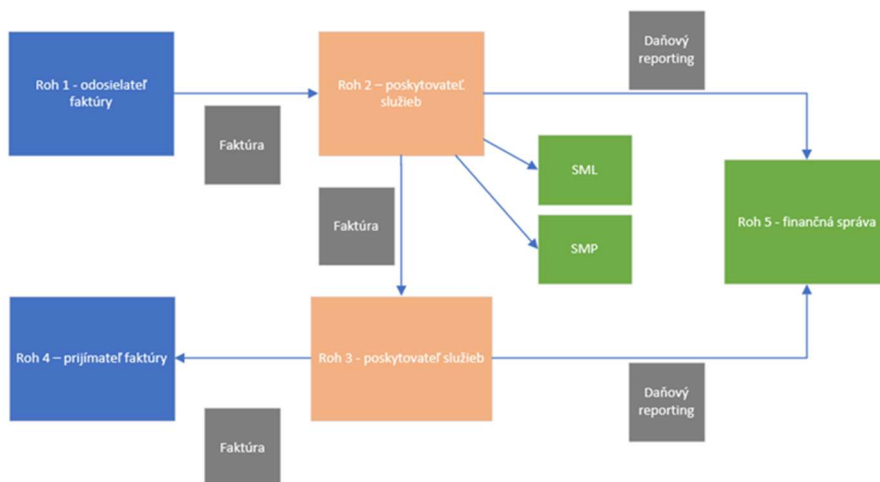 Daňový
reporting
Roh 1 - odosielateľ
faktúry
Roh 2 – poskytovateľ
služieb
Faktúra
SML
Faktúra
SMP
Roh 5 - finančná správa
Roh 4 – prijímateľ faktúry
Roh 3 - poskytovateľ služieb
Daňový
reporting
Faktúra